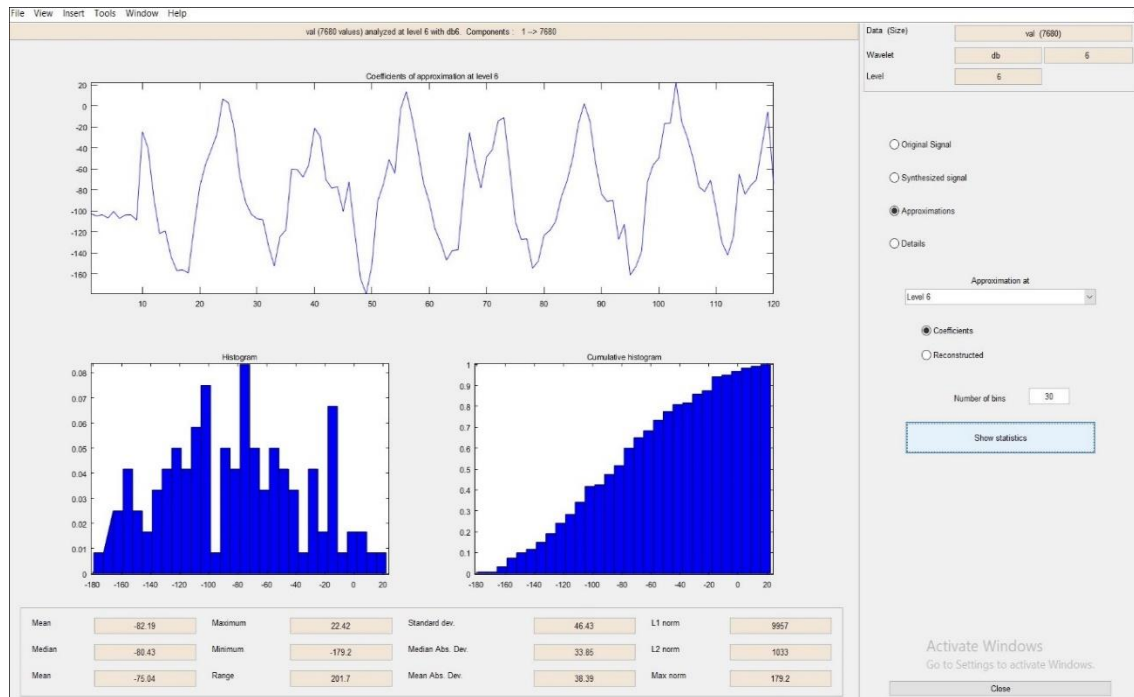 File View Insert Tools Window Help
val (7680 values) analyzed at level 6 with db6. Components : 1 --> 7680
Coefficients of approximation at level 6
20
0
-20
-40
-60
-80
-100
-120
-140
-160
10 20 30 40 50 60 70 80 90 100 110 120
Histogram
0.08
0.07
0.06
0.05
0.04
0.03
0.02
0.01
0
-180 -160 -140 -120 -100 -80 -60 -40 -20 0 20
Cumulative histogram
1
0.9
0.8
0.7
0.6
0.5
0.4
0.3
0.2
0.1
0
-180 -160 -140 -120 -100 -80 -60 -40 -20 0 20
Mean -82.19 Maximum 22.42 Standard dev. 46.43 L1 norm 9957
Median -80.43 Minimum -179.2 Median Abs. Dev. 33.85 L2 norm 1033
Mean -75.04 Range 201.7 Mean Abs. Dev. 38.39 Max norm 179.2
Data (Size) val (7680)
Wavelet db 6
Level 6
Original Signal
Synthesized signal
Approximations
Details
Approximation at
Level 6
Coefficients
Reconstructed
Number of bins 30
Show statistics
Activate Windows
Go to Settings to activate Windows.
Close